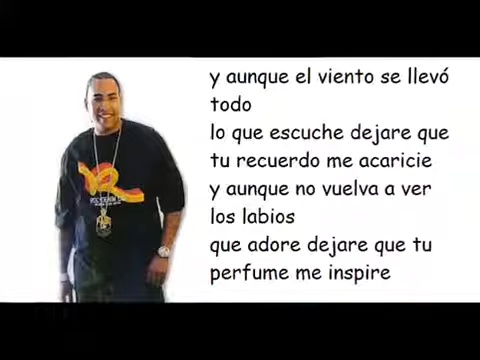 y aunque el viento se llevó
todo
lo que escuche dejare que
tu recuerdo me acaricie
y aunque no vuelva a ver
los labios
que adore dejare que tu
perfume me inspire